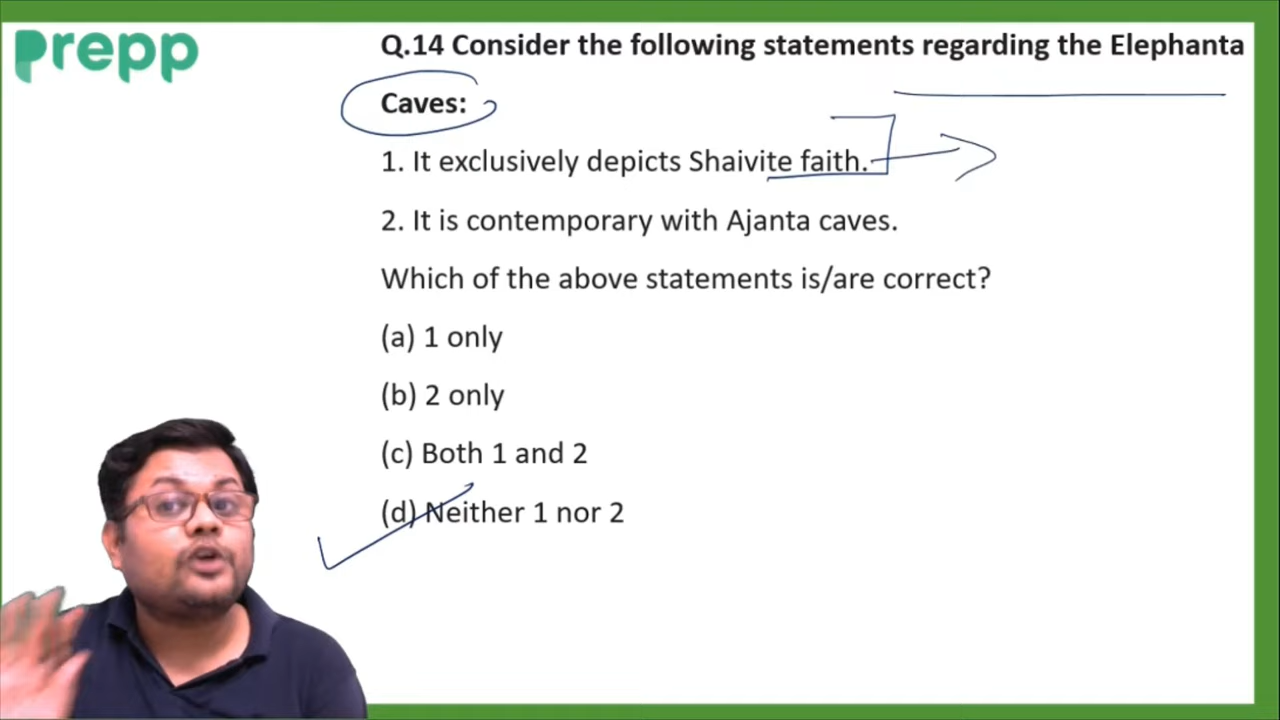 prepp
Q.14 Consider the following statements regarding the Elephanta
Caves:
1. It exclusively depicts Shaivite faith.
2. It is contemporary with Ajanta caves.
Which of the above statements is/are correct?
(a) 1 only
(b) 2 only
(c) Both 1 and 2
(d) Neither 1 nor 2